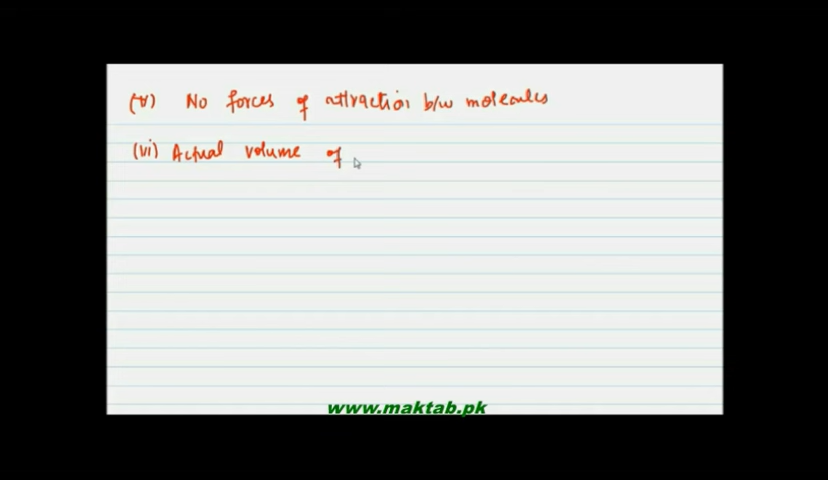 (v) No forces of attraction b/w molecules
(vi) Actual volume of
www.maktab.pk